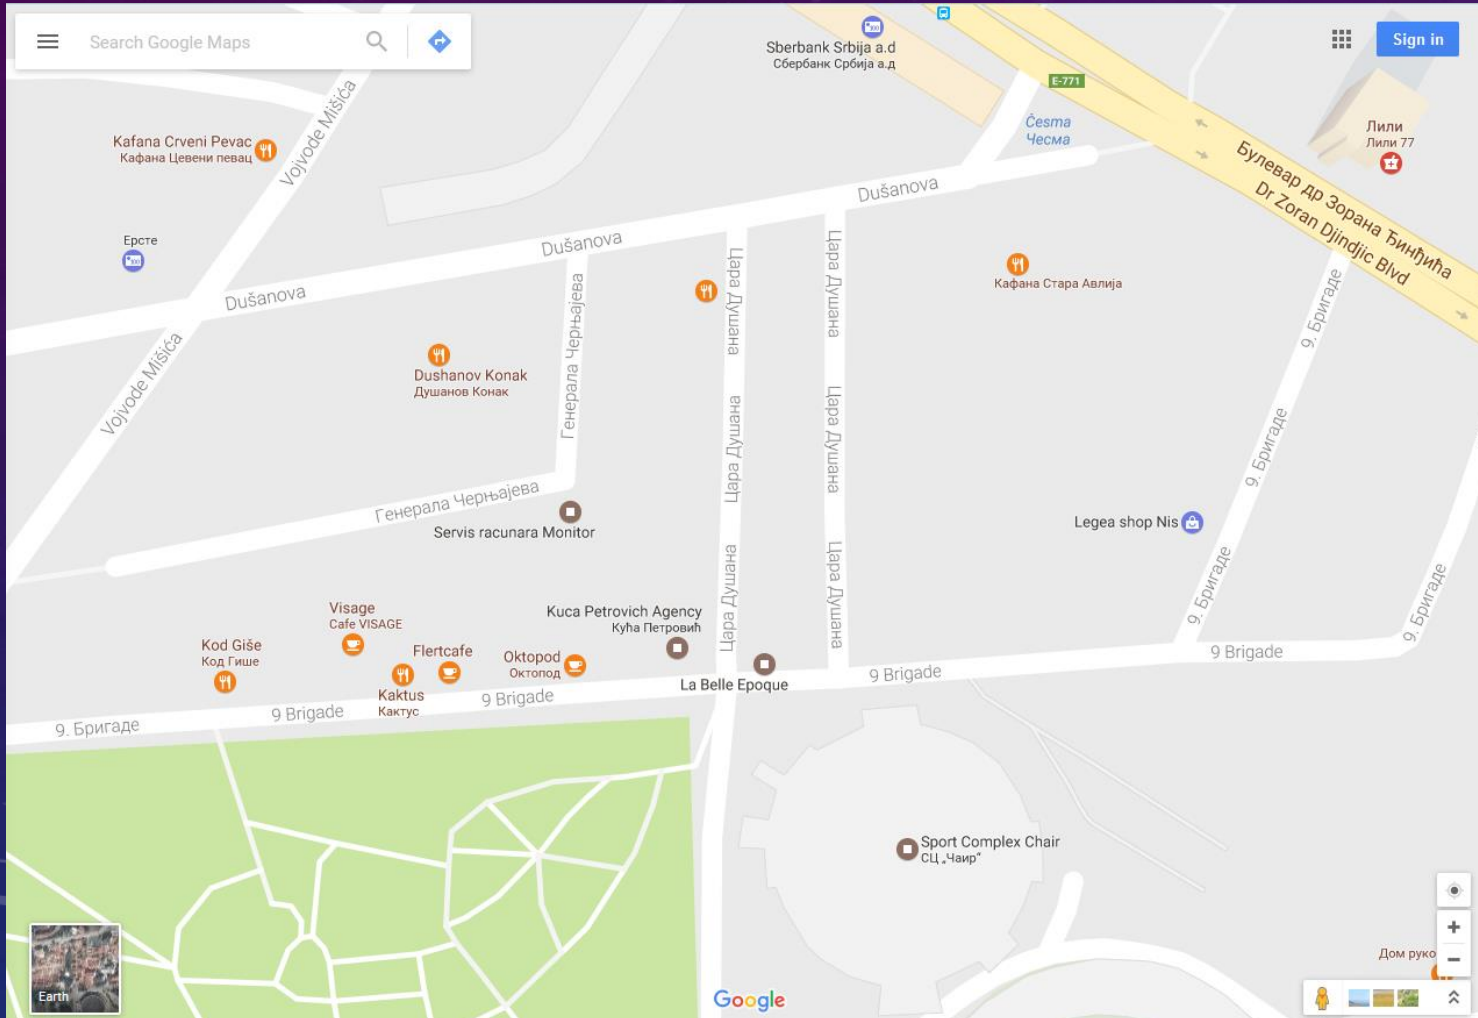 Search Google Maps
Sign in
Sberbank Srbija a.d
Сбербанк Србија а.д
E-771
Česma
Чесма
Лили
Лили 77
Булевар др Зорана Ђинђића
Dr Zoran Djindjic Blvd
Kafana Crveni Pevac
Кафана Цевени певац
Vojvode Mišića
Dušanova
Ерсте
Dušanova
Цара Душана
Цара Душана
Кафана Стара Авлија
9. Бригаде
Dušanova
Генерала Черњајева
Vojvode Mišića
Dushanov Konak
Душанов Конак
Цара Душана
Цара Душана
9. Бригаде
Генерала Черњајева
Servis racunara Monitor
Legea shop Nis
Цара Душана
Цара Душана
9. Бригаде
9. Бригаде
Visage
Cafe VISAGE
Kuca Petrovich Agency
Кућа Петровић
Kod Giše
Код Гише
Flertcafe
Oktopod
Октопод
9 Brigade
La Belle Epoque
9 Brigade
Kaktus
Кактус
9 Brigade
9 Brigade
9. Бригаде
Sport Complex Chair
СЦ „Чаир“
Дом руко
Earth
Google